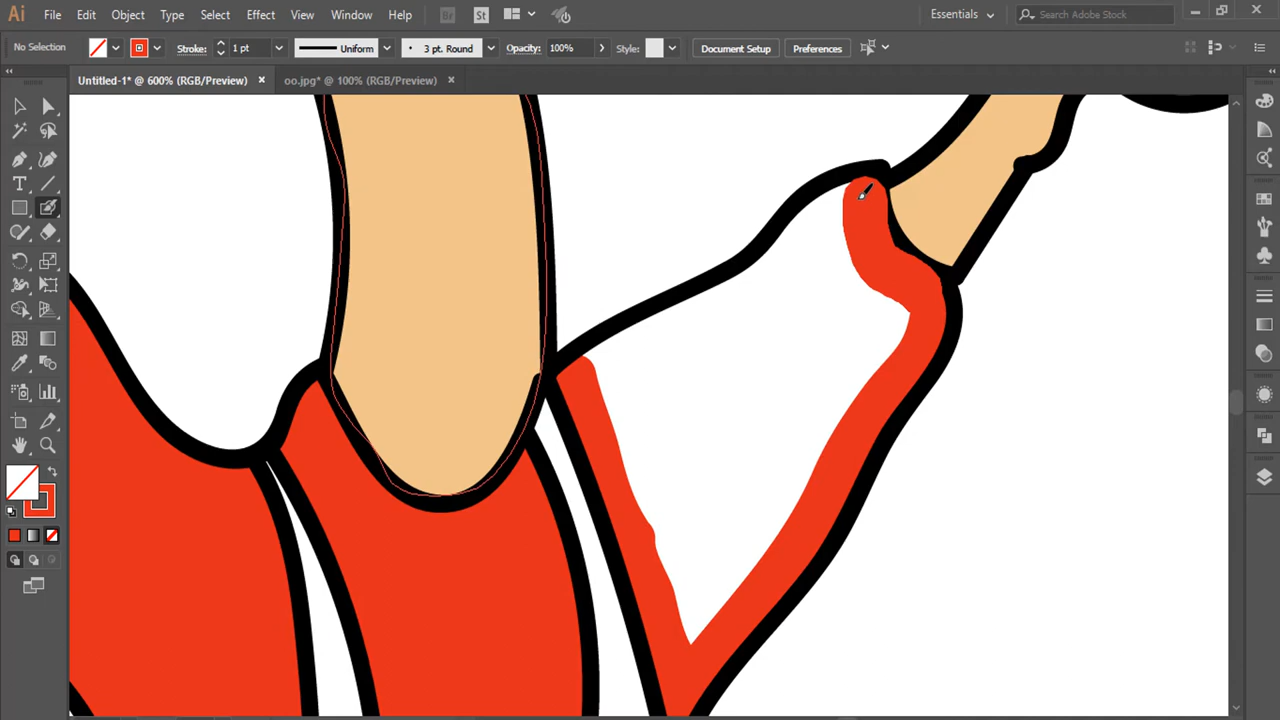 Ai File Edit Object Type Select Effect View Window Help Br St Essentials Search Adobe Stock
No Selection Stroke: 1 pt Uniform 3 pt. Round Opacity: 100% Style: Document Setup Preferences
Untitled-1* @ 600% (RGB/Preview) × oo.jpg* @ 100% (RGB/Preview) ×